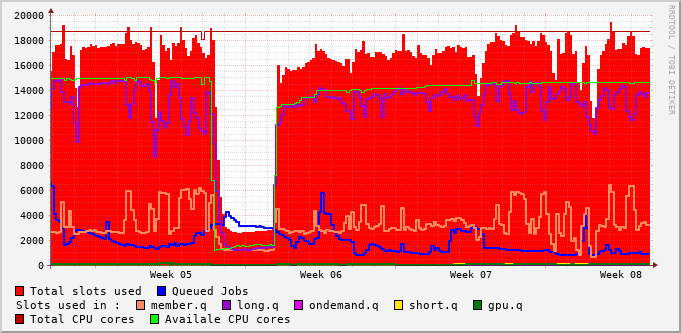 20000
18000
16000
14000
12000
10000
8000
6000
4000
2000
0
Week 05 Week 06 Week 07 Week 08
Total slots used Queued Jobs
Slots used in : member.q long.q ondemand.q short.q gpu.q
Total CPU cores Availale CPU cores
RRDTOOL / TOBI OETIKER